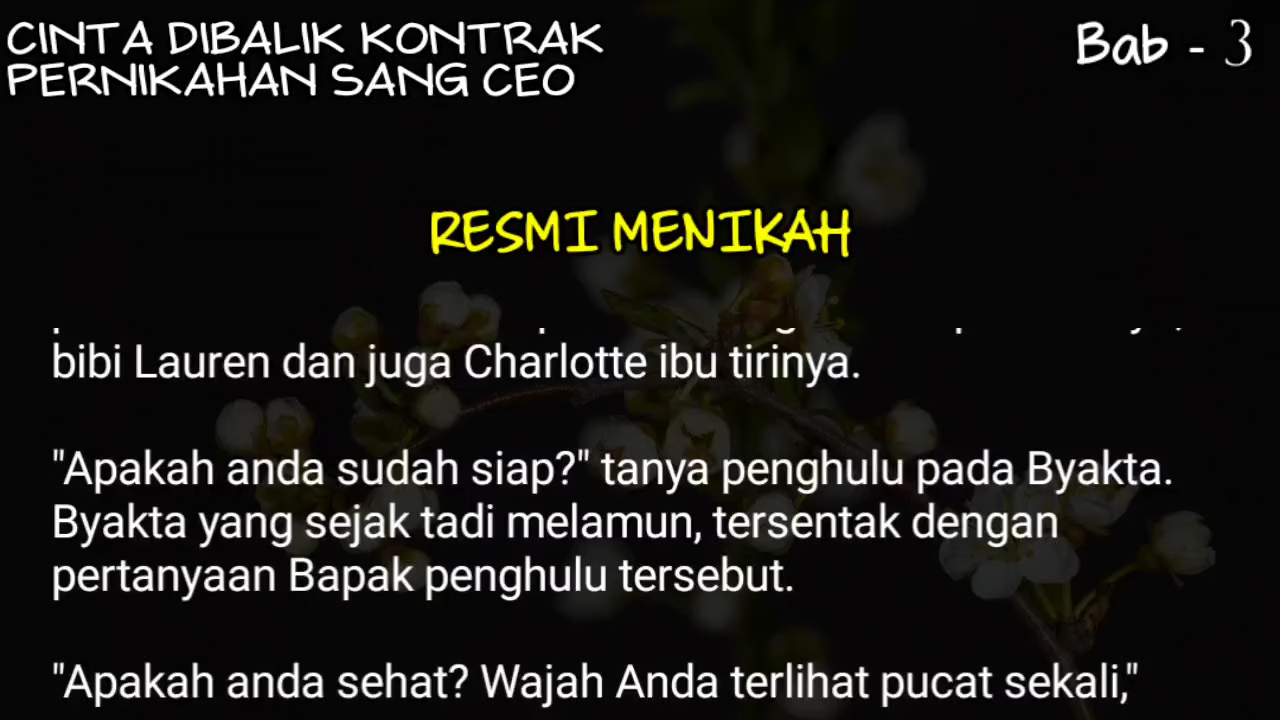 CINTA DIBALIK KONTRAK
PERNIKAHAN SANG CEO
Bab - 3
RESMI MENIKAH
bibi Lauren dan juga Charlotte ibu tirinya.
"Apakah anda sudah siap?" tanya penghulu pada Byakta.
Byakta yang sejak tadi melamun, tersentak dengan
pertanyaan Bapak penghulu tersebut.
"Apakah anda sehat? Wajah Anda terlihat pucat sekali,"